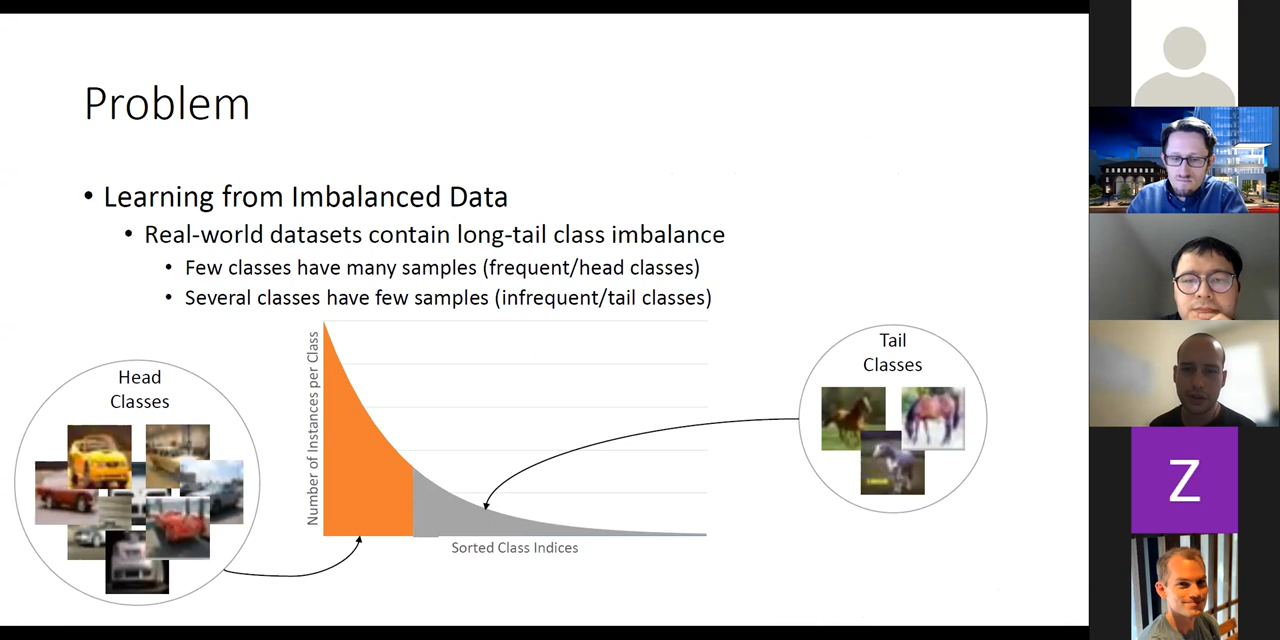 Problem
• Learning from Imbalanced Data
• Real-world datasets contain long-tail class imbalance
• Few classes have many samples (frequent/head classes)
• Several classes have few samples (infrequent/tail classes)
Head
Classes
Number of Instances per Class
Sorted Class Indices
Tail
Classes
Z